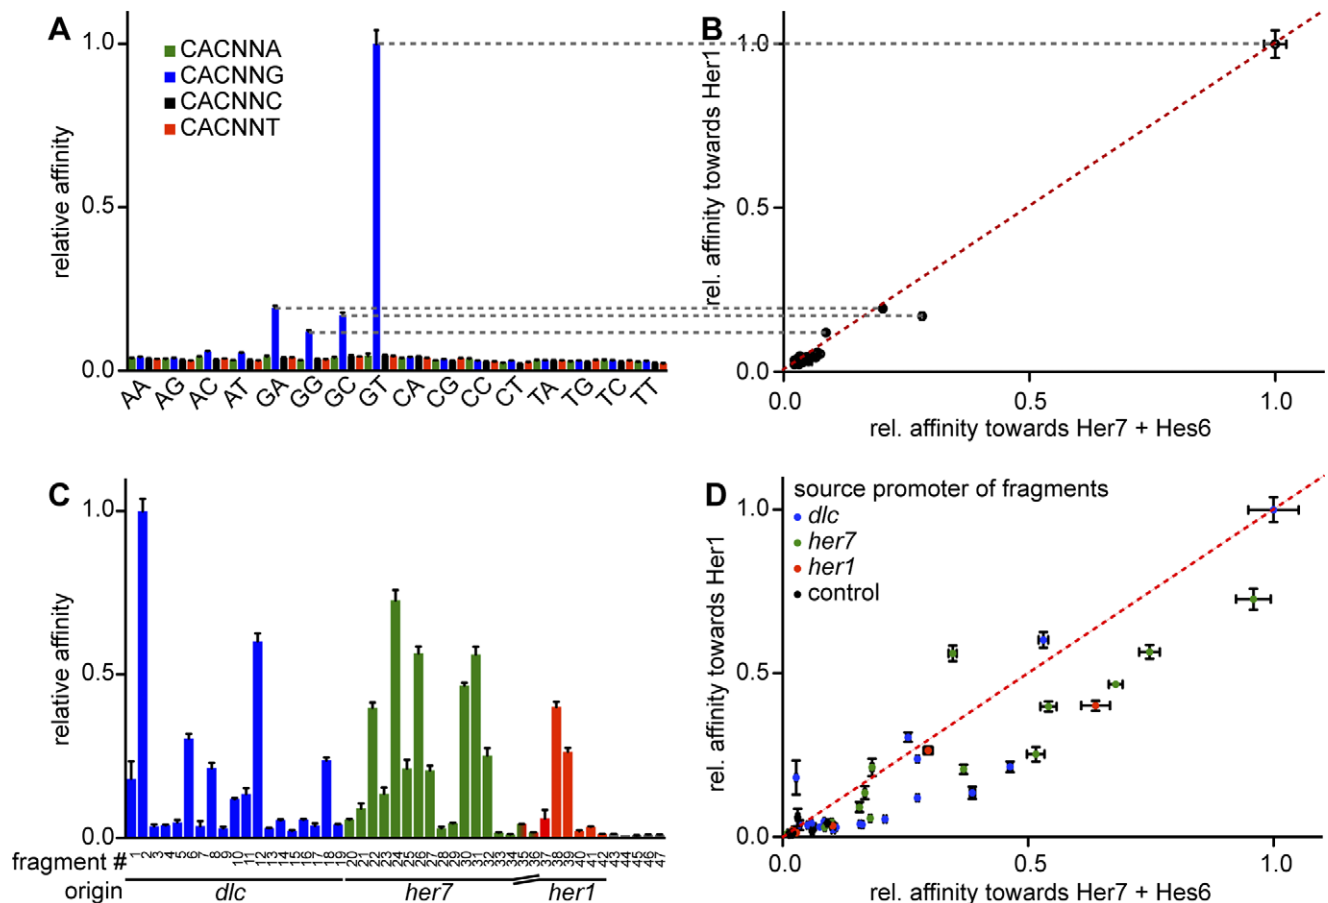 A
B
1.0
0.5
0.0
relative affinity
CACNNA
CACNNG
CACNNC
CACNNT
AA AG AC AT GA GG GC GT CA CG CC CT TA TG TC TT
1.0
0.5
0.0
rel. affinity towards Her1
0.0 0.5 1.0
rel. affinity towards Her7 + Hes6
C
D
1.0
0.5
0.0
relative affinity
fragment # 1 2 3 4 5 6 7 8 9 10 11 12 13 14 15 16 17 18 19 20 21 22 23 24 25 26 27 28 29 30 31 32 33 34 35 36 37 38 39 40 41 42 43 44 45 46 47
origin dlc her7 her1
source promoter of fragments
dlc
her7
her1
control
1.0
0.5
0.0
rel. affinity towards Her1
0.0 0.5 1.0
rel. affinity towards Her7 + Hes6